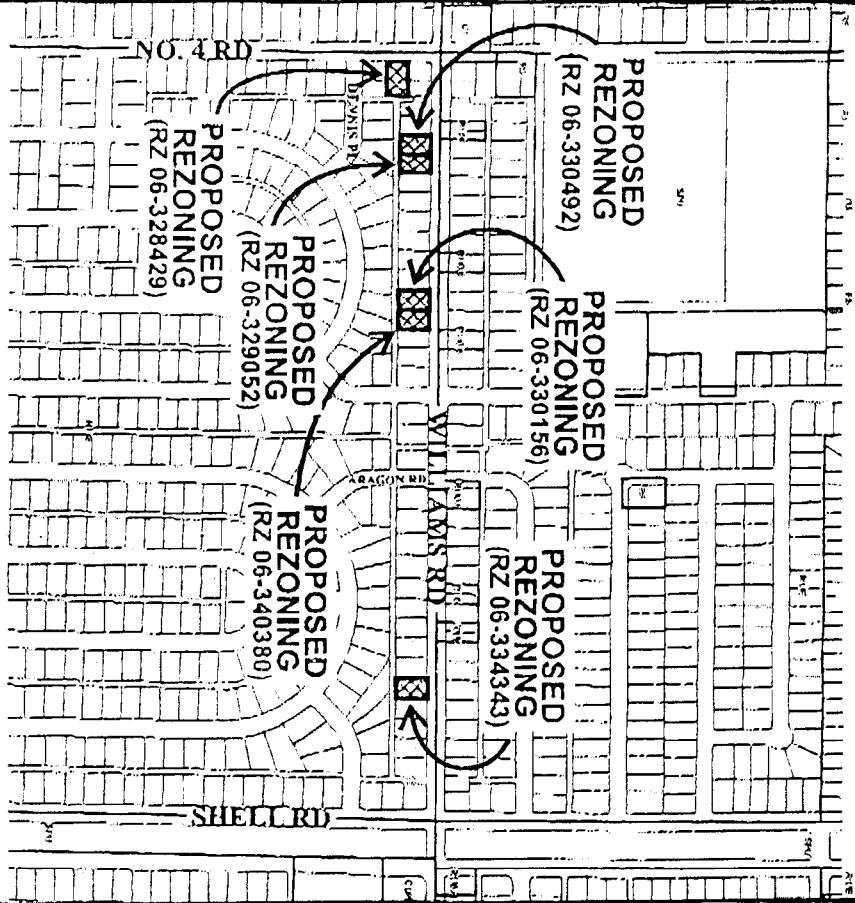 NO. 4 RD
PROPOSED
REZONING
(RZ 06-330492)
PROPOSED
REZONING
(RZ 06-328429)
DENNIS PL
PROPOSED
REZONING
(RZ 06-329052)
PROPOSED
REZONING
(RZ 06-330156)
WILLIAMS RD
ARAGON RD
PROPOSED
REZONING
(RZ 06-340380)
PROPOSED
REZONING
(RZ 06-334343)
SHELL RD